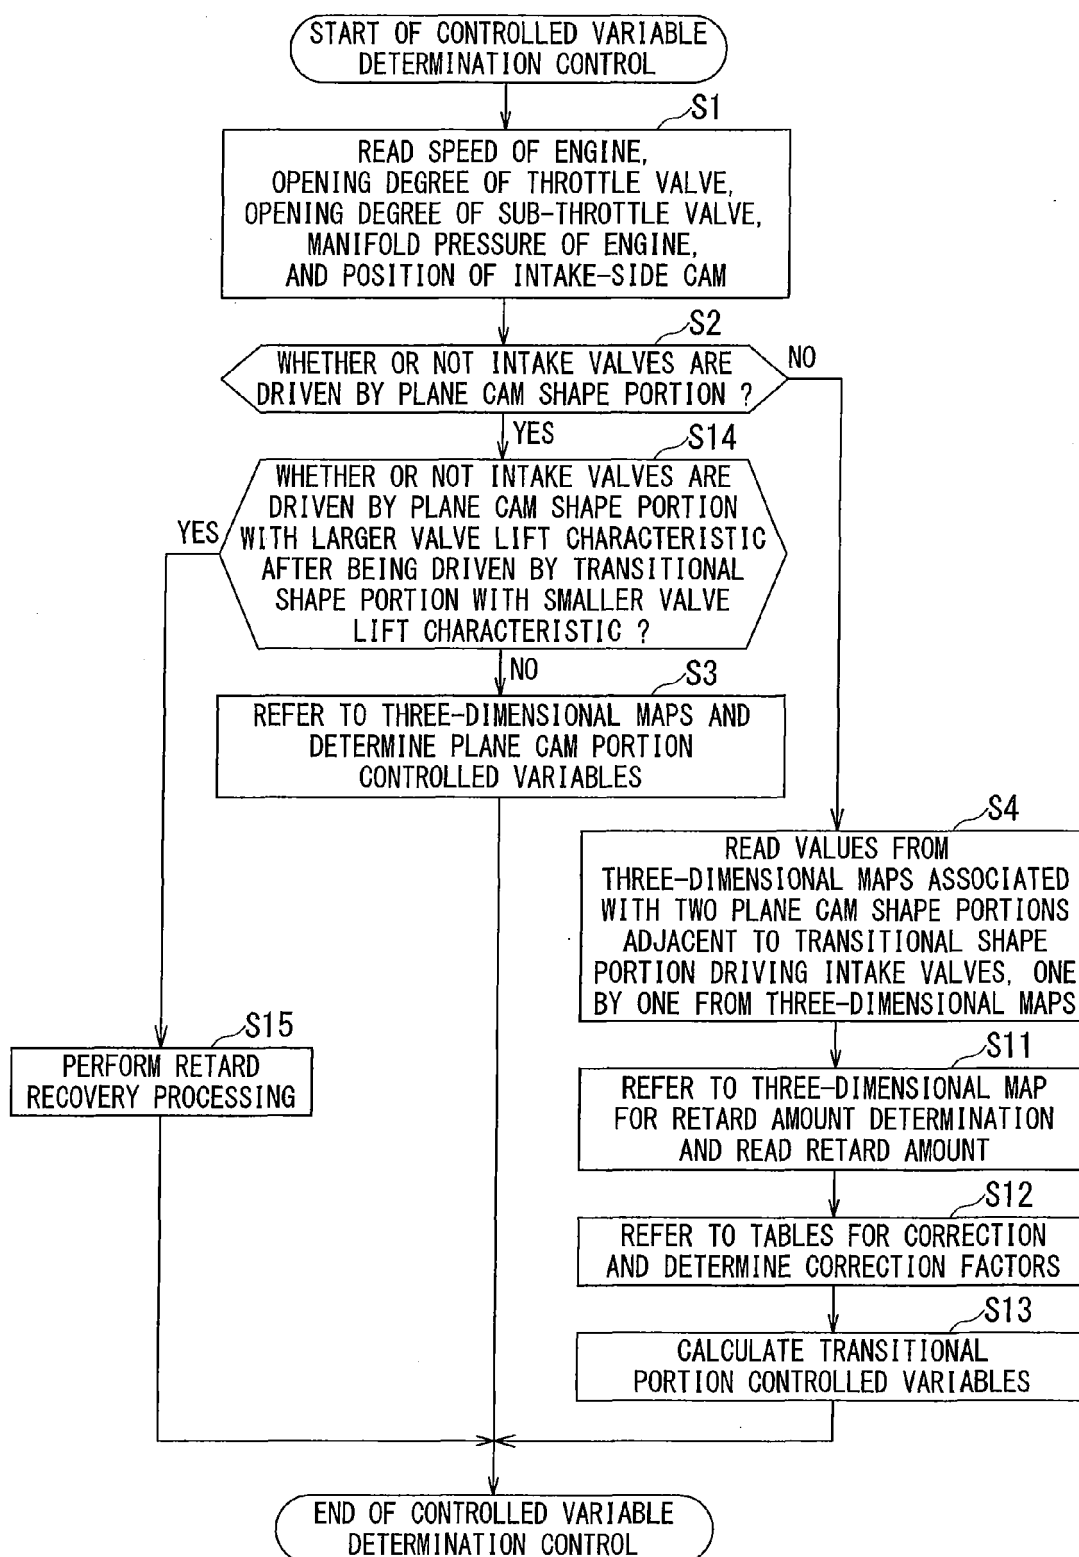 START OF CONTROLLED VARIABLE
DETERMINATION CONTROL
S1
READ SPEED OF ENGINE,
OPENING DEGREE OF THROTTLE VALVE,
OPENING DEGREE OF SUB-THROTTLE VALVE,
MANIFOLD PRESSURE OF ENGINE,
AND POSITION OF INTAKE-SIDE CAM
S2
WHETHER OR NOT INTAKE VALVES ARE
DRIVEN BY PLANE CAM SHAPE PORTION ?
NO
YES
S14
WHETHER OR NOT INTAKE VALVES ARE
DRIVEN BY PLANE CAM SHAPE PORTION
WITH LARGER VALVE LIFT CHARACTERISTIC
AFTER BEING DRIVEN BY TRANSITIONAL
SHAPE PORTION WITH SMALLER VALVE
LIFT CHARACTERISTIC ?
YES
NO
S3
REFER TO THREE-DIMENSIONAL MAPS AND
DETERMINE PLANE CAM PORTION
CONTROLLED VARIABLES
S4
READ VALUES FROM
THREE-DIMENSIONAL MAPS ASSOCIATED
WITH TWO PLANE CAM SHAPE PORTIONS
ADJACENT TO TRANSITIONAL SHAPE
PORTION DRIVING INTAKE VALVES, ONE
BY ONE FROM THREE-DIMENSIONAL MAPS
S15
PERFORM RETARD
RECOVERY PROCESSING
S11
REFER TO THREE-DIMENSIONAL MAP
FOR RETARD AMOUNT DETERMINATION
AND READ RETARD AMOUNT
S12
REFER TO TABLES FOR CORRECTION
AND DETERMINE CORRECTION FACTORS
S13
CALCULATE TRANSITIONAL
PORTION CONTROLLED VARIABLES
END OF CONTROLLED VARIABLE
DETERMINATION CONTROL